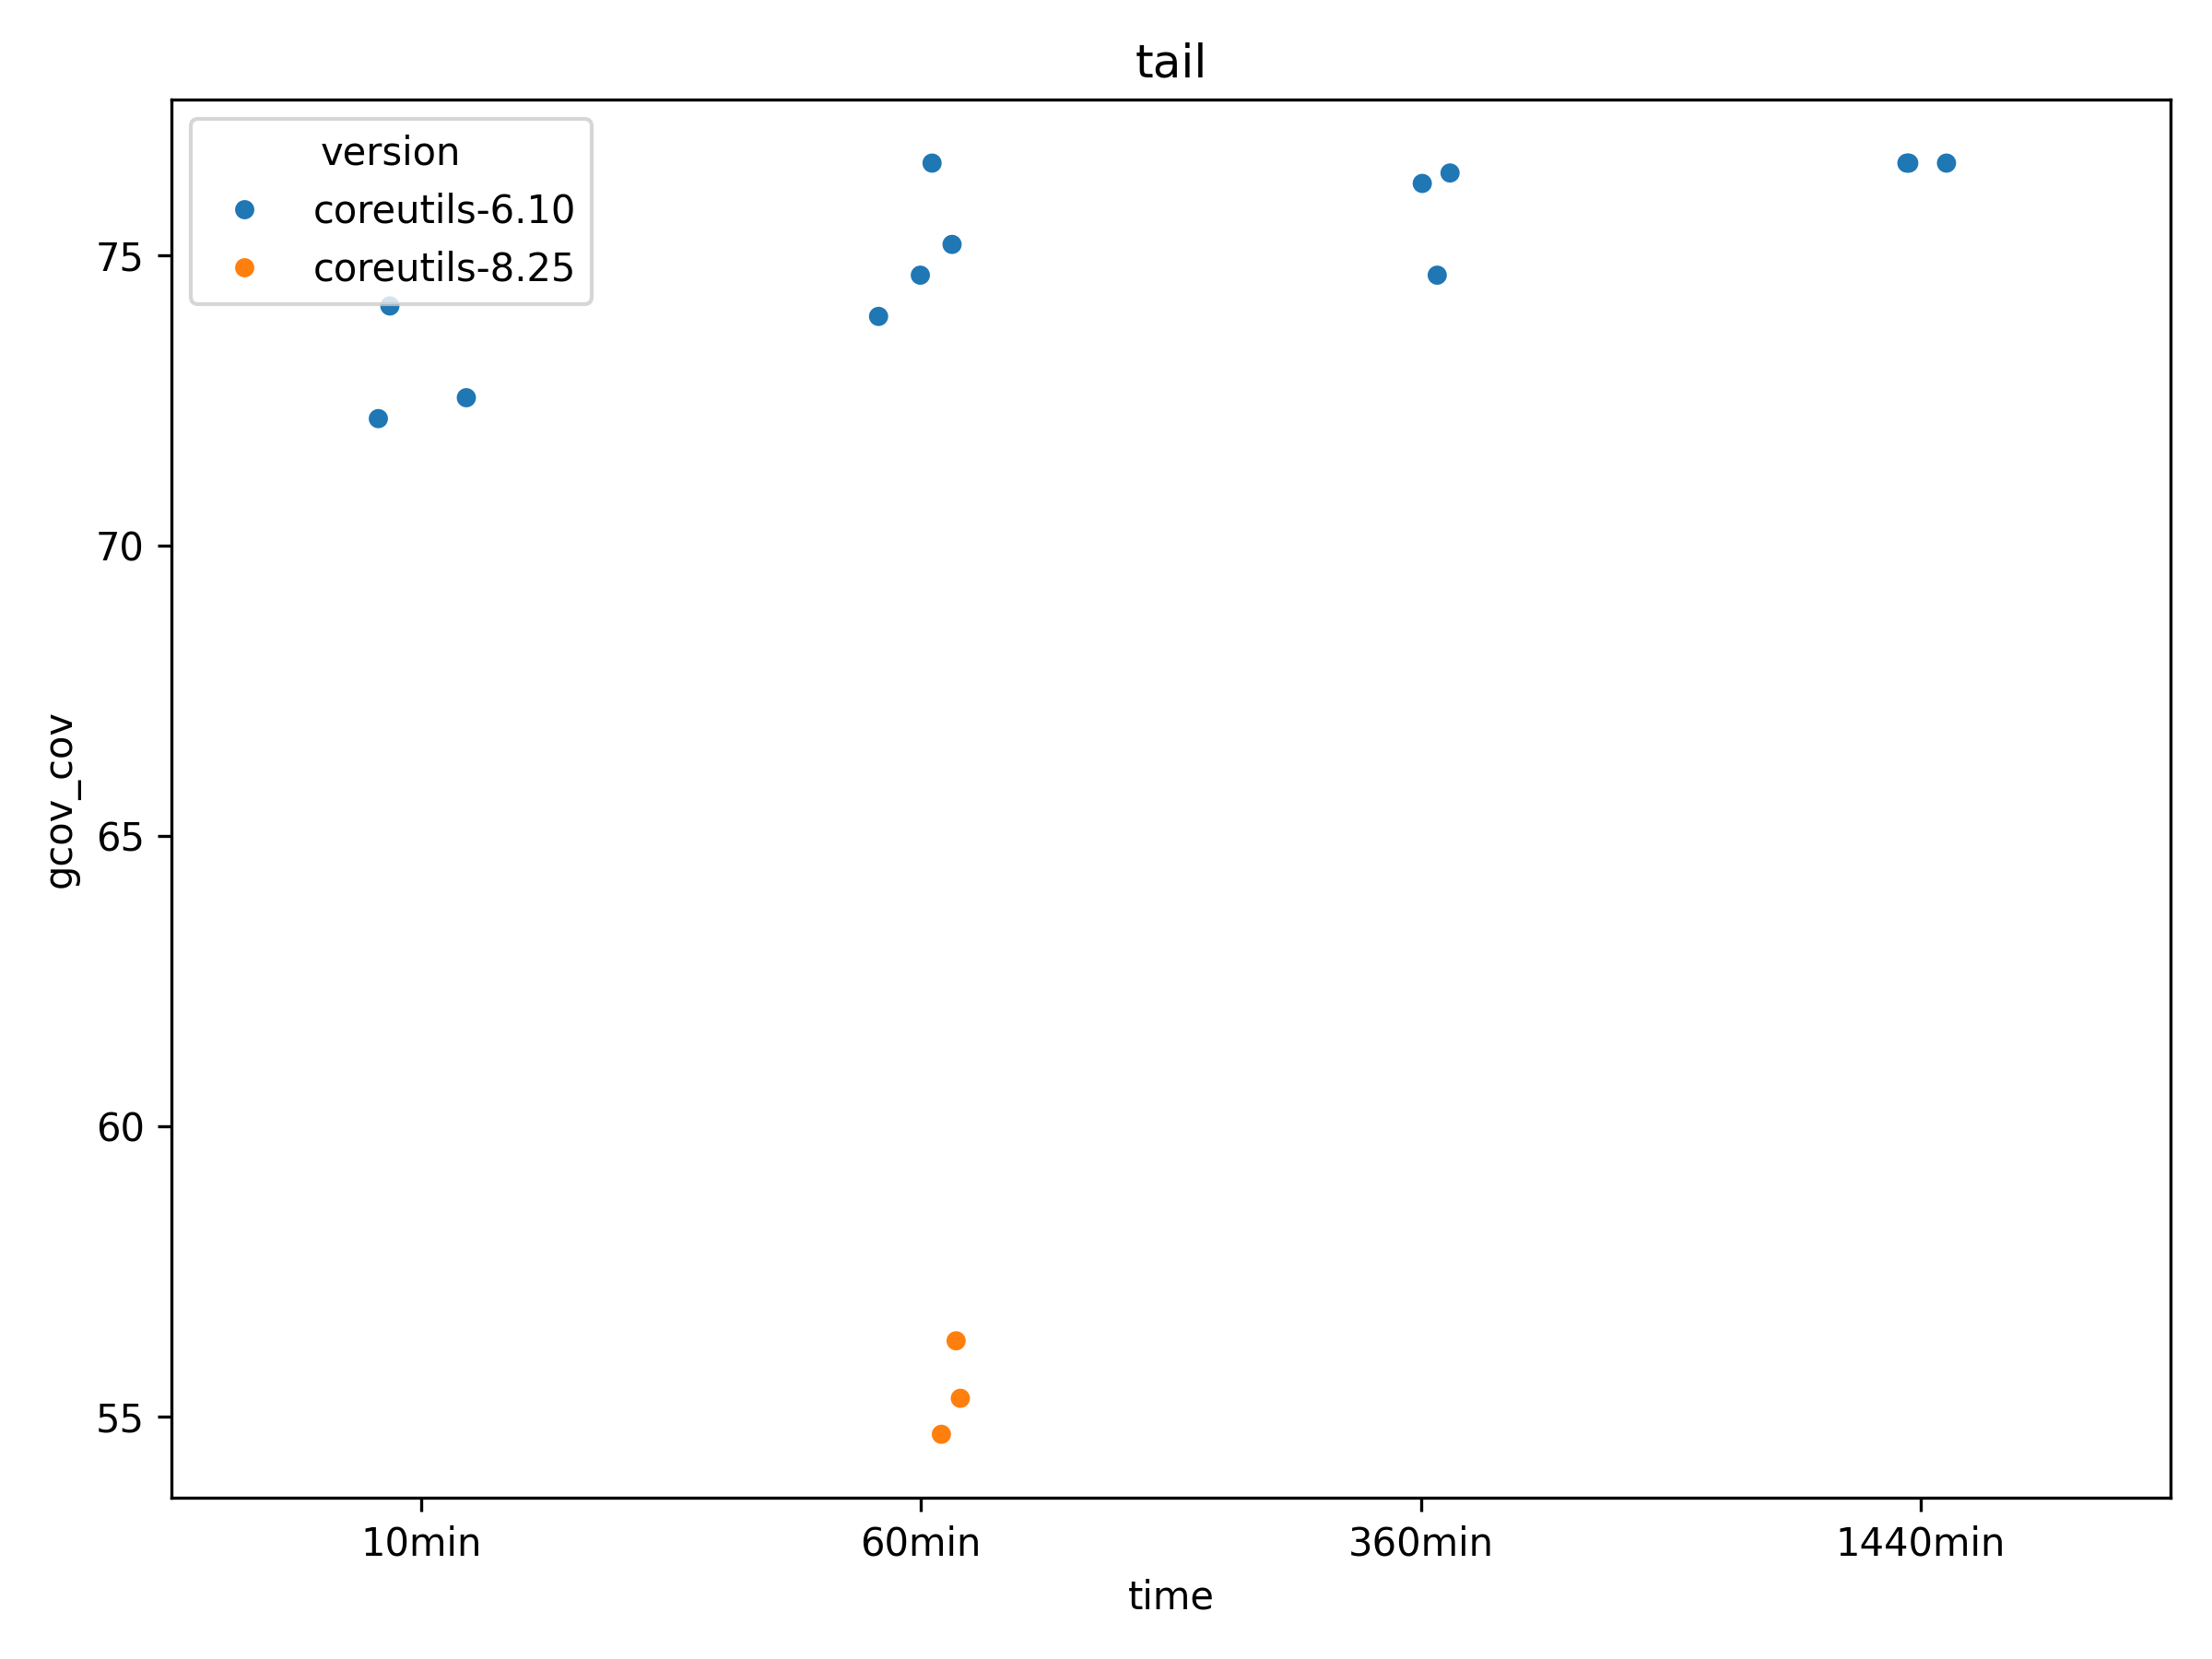 tail
version
coreutils-6.10
coreutils-8.25
75
70
65
60
55
gcov_cov
10min
60min
360min
1440min
time